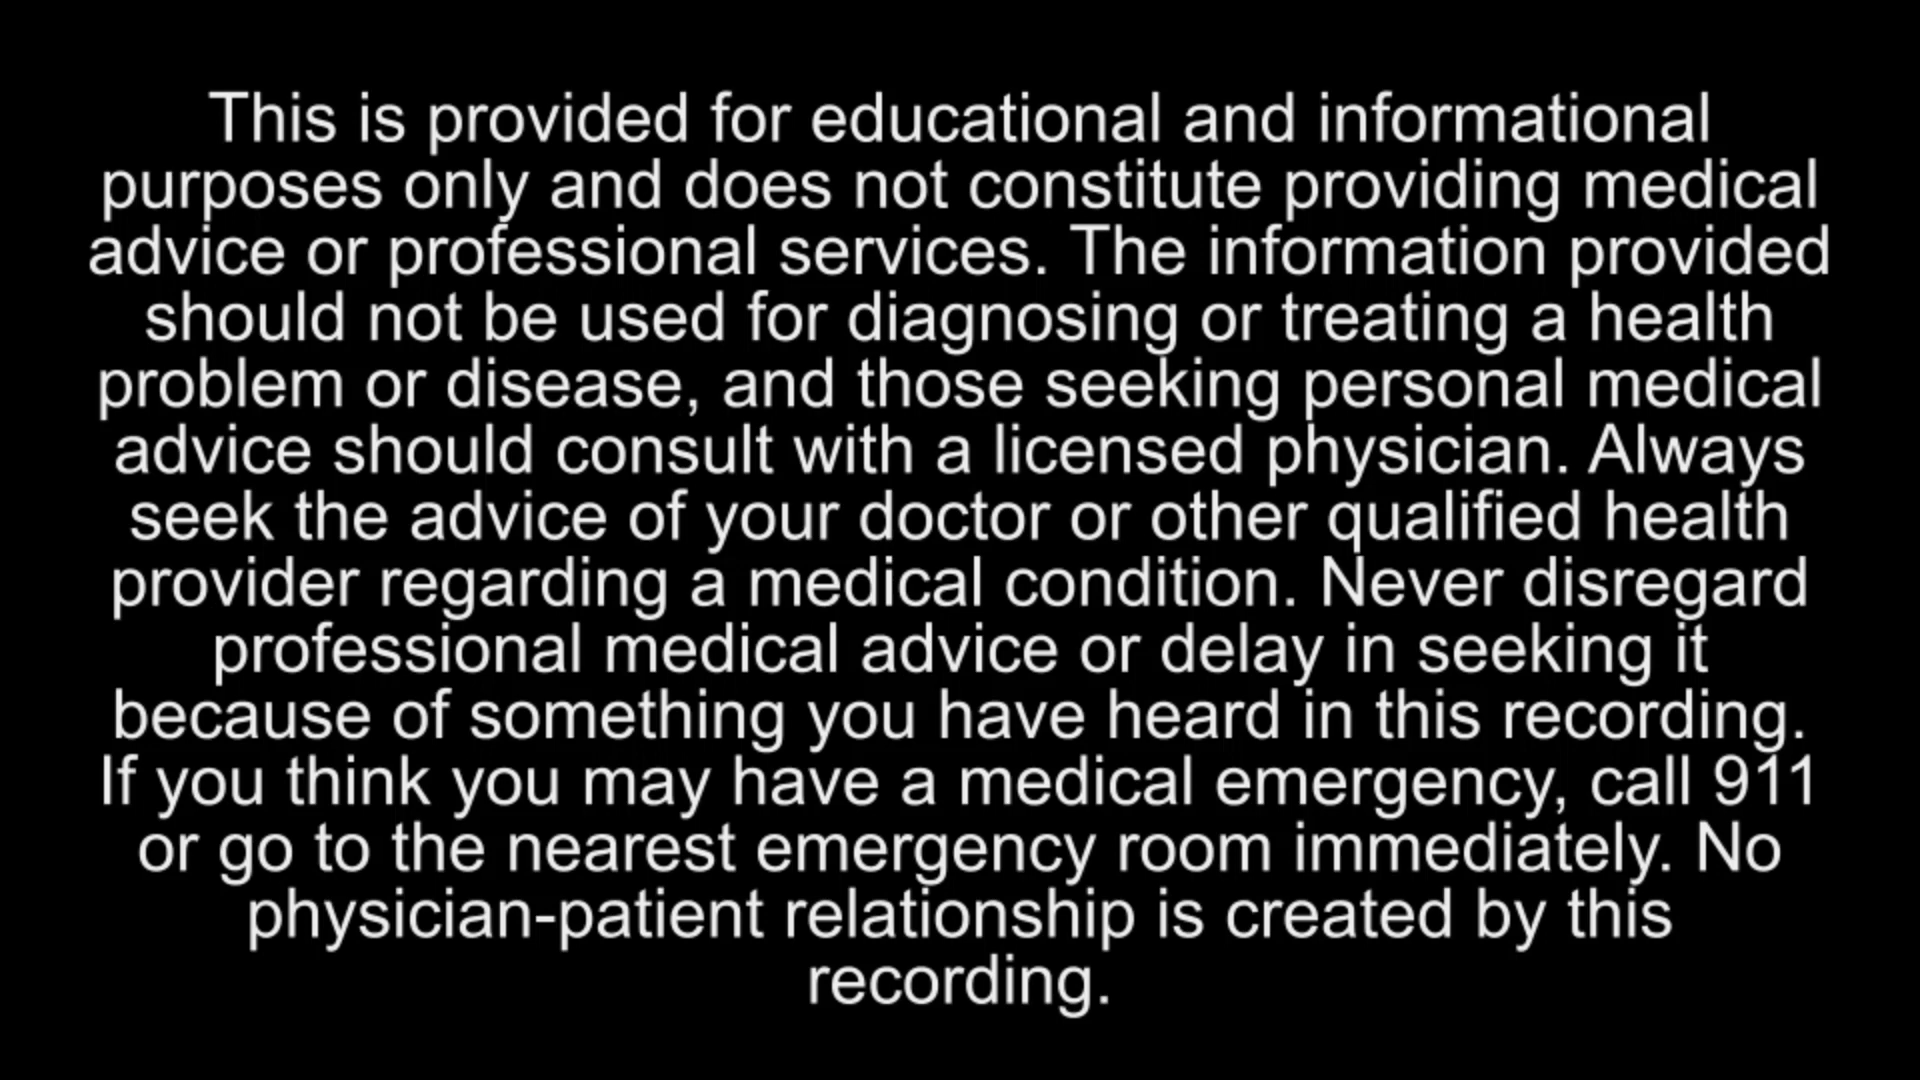 This is provided for educational and informational
purposes only and does not constitute providing medical
advice or professional services. The information provided
should not be used for diagnosing or treating a health
problem or disease, and those seeking personal medical
advice should consult with a licensed physician. Always
seek the advice of your doctor or other qualified health
provider regarding a medical condition. Never disregard
professional medical advice or delay in seeking it
because of something you have heard in this recording.
If you think you may have a medical emergency, call 911
or go to the nearest emergency room immediately. No
physician-patient relationship is created by this
recording.